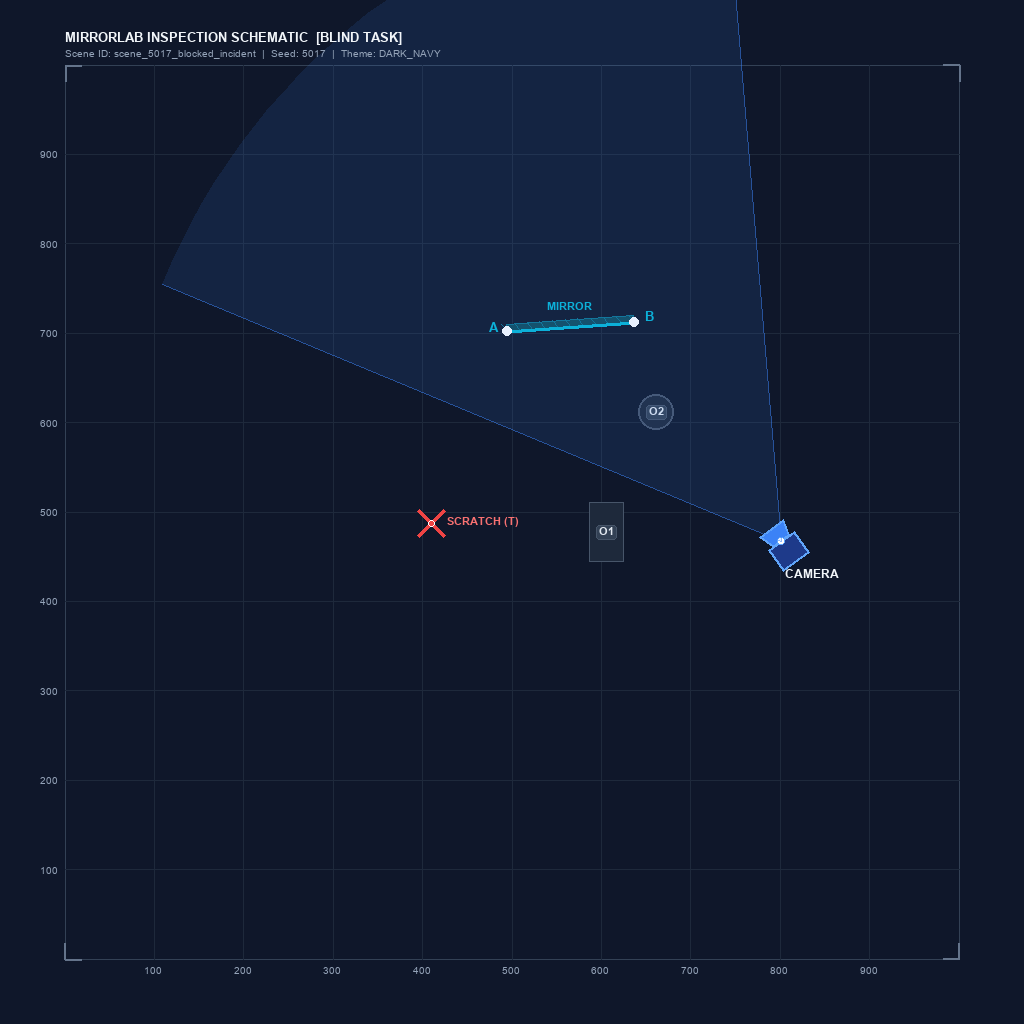 MIRRORLAB INSPECTION SCHEMATIC [BLIND TASK]
Scene ID: scene_5017_blocked_incident | Seed: 5017 | Theme: DARK_NAVY
900
800
MIRROR
A
B
700
O2
600
500
SCRATCH (T)
O1
CAMERA
400
300
200
100
100 200 300 400 500 600 700 800 900